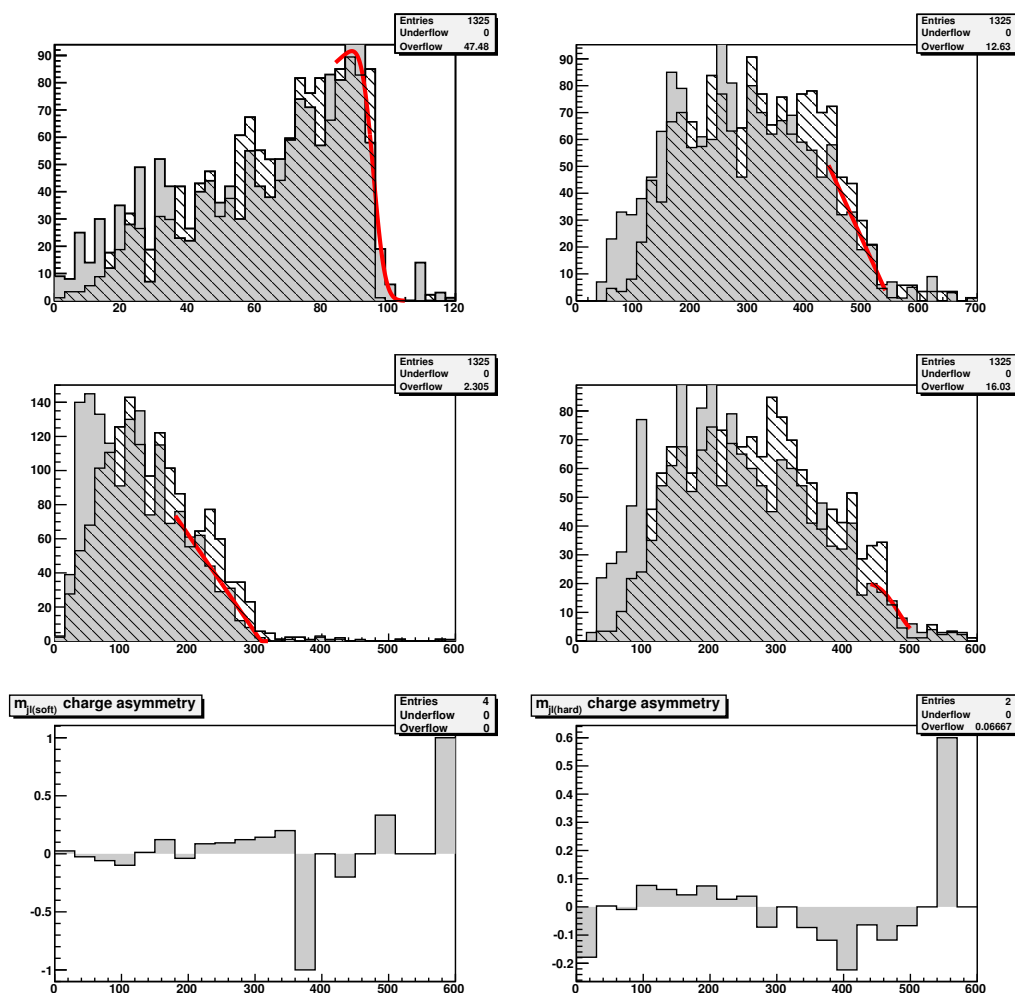 Entries 1325
Underflow 0
Overflow 47.48
90
80
70
60
50
40
30
20
10
0
0 20 40 60 80 100 120
Entries 1325
Underflow 0
Overflow 12.63
90
80
70
60
50
40
30
20
10
0
0 100 200 300 400 500 600 700
Entries 1325
Underflow 0
Overflow 2.305
140
120
100
80
60
40
20
0
0 100 200 300 400 500 600
Entries 1325
Underflow 0
Overflow 16.03
80
70
60
50
40
30
20
10
0
0 100 200 300 400 500 600
m_jl(soft) charge asymmetry
Entries 4
Underflow 0
Overflow 0
1
0.5
0
-0.5
-1
0 100 200 300 400 500 600
m_jl(hard) charge asymmetry
Entries 2
Underflow 0
Overflow 0.06667
0.6
0.5
0.4
0.3
0.2
0.1
0
-0.1
-0.2
0 100 200 300 400 500 600